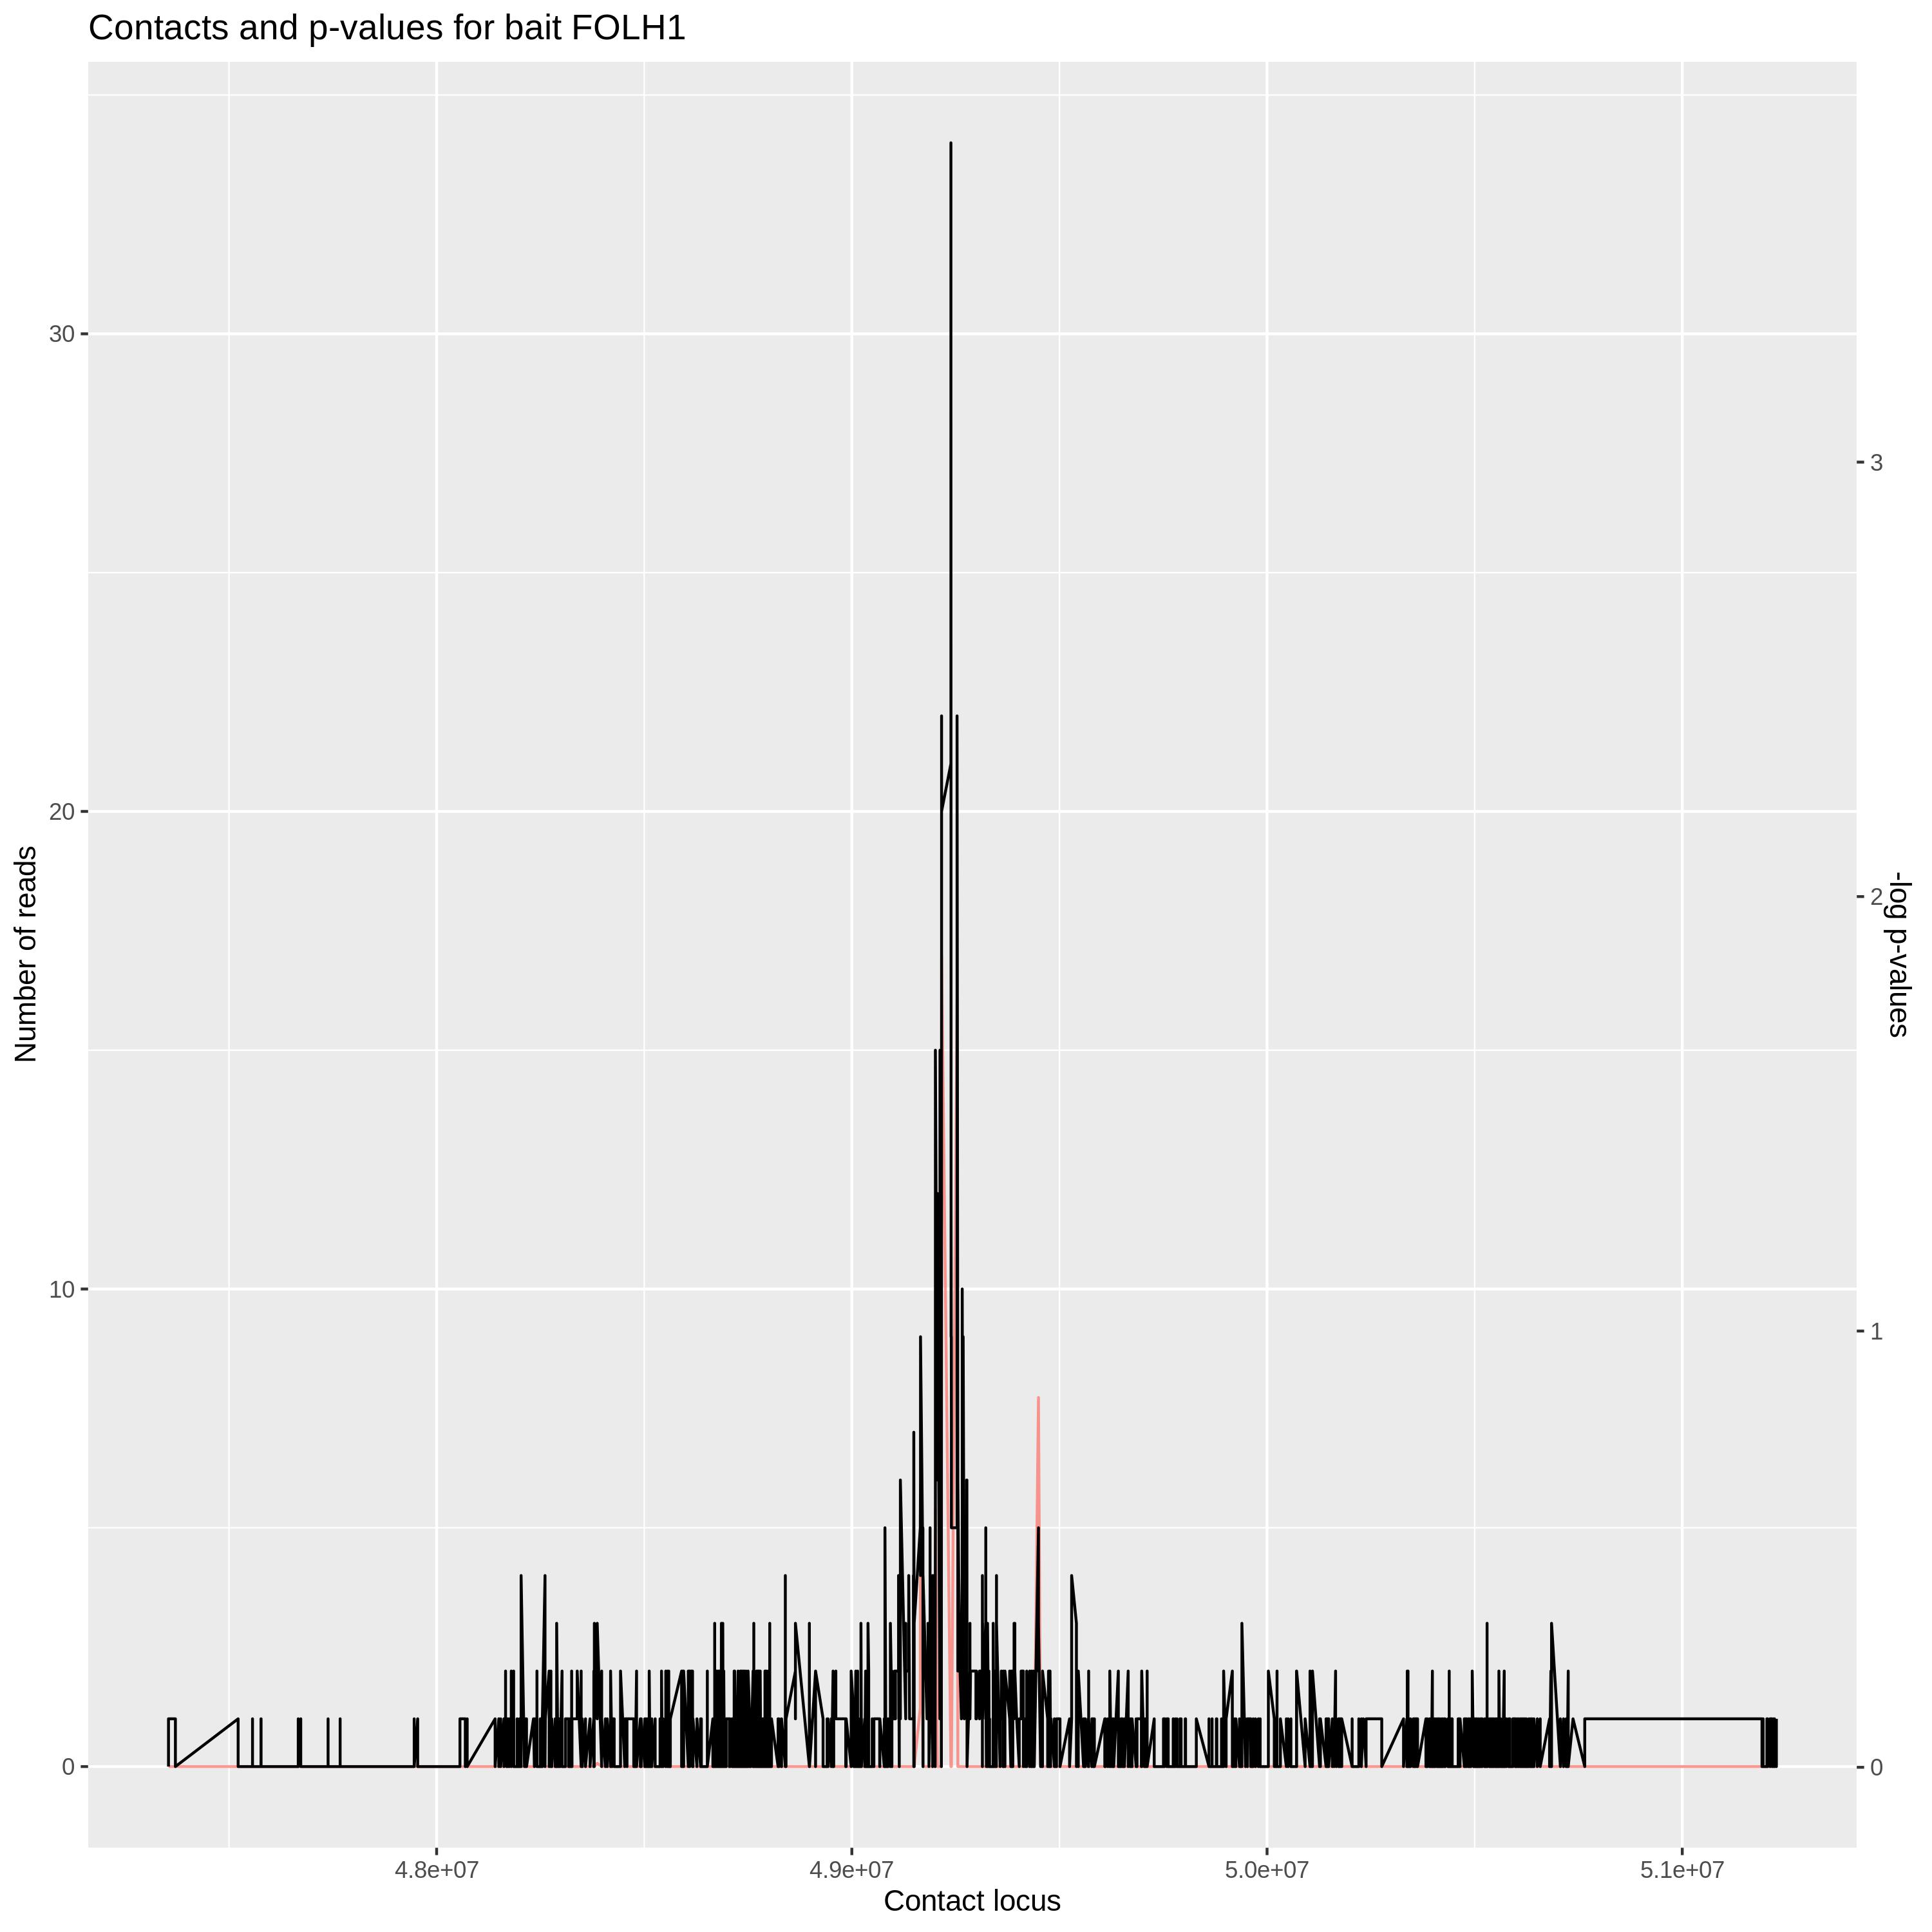 Contacts and p-values for bait FOLH1
30
20
10
0
Number of reads
3
2
1
0
-log p-values
4.8e+07 4.9e+07 5.0e+07 5.1e+07
Contact locus